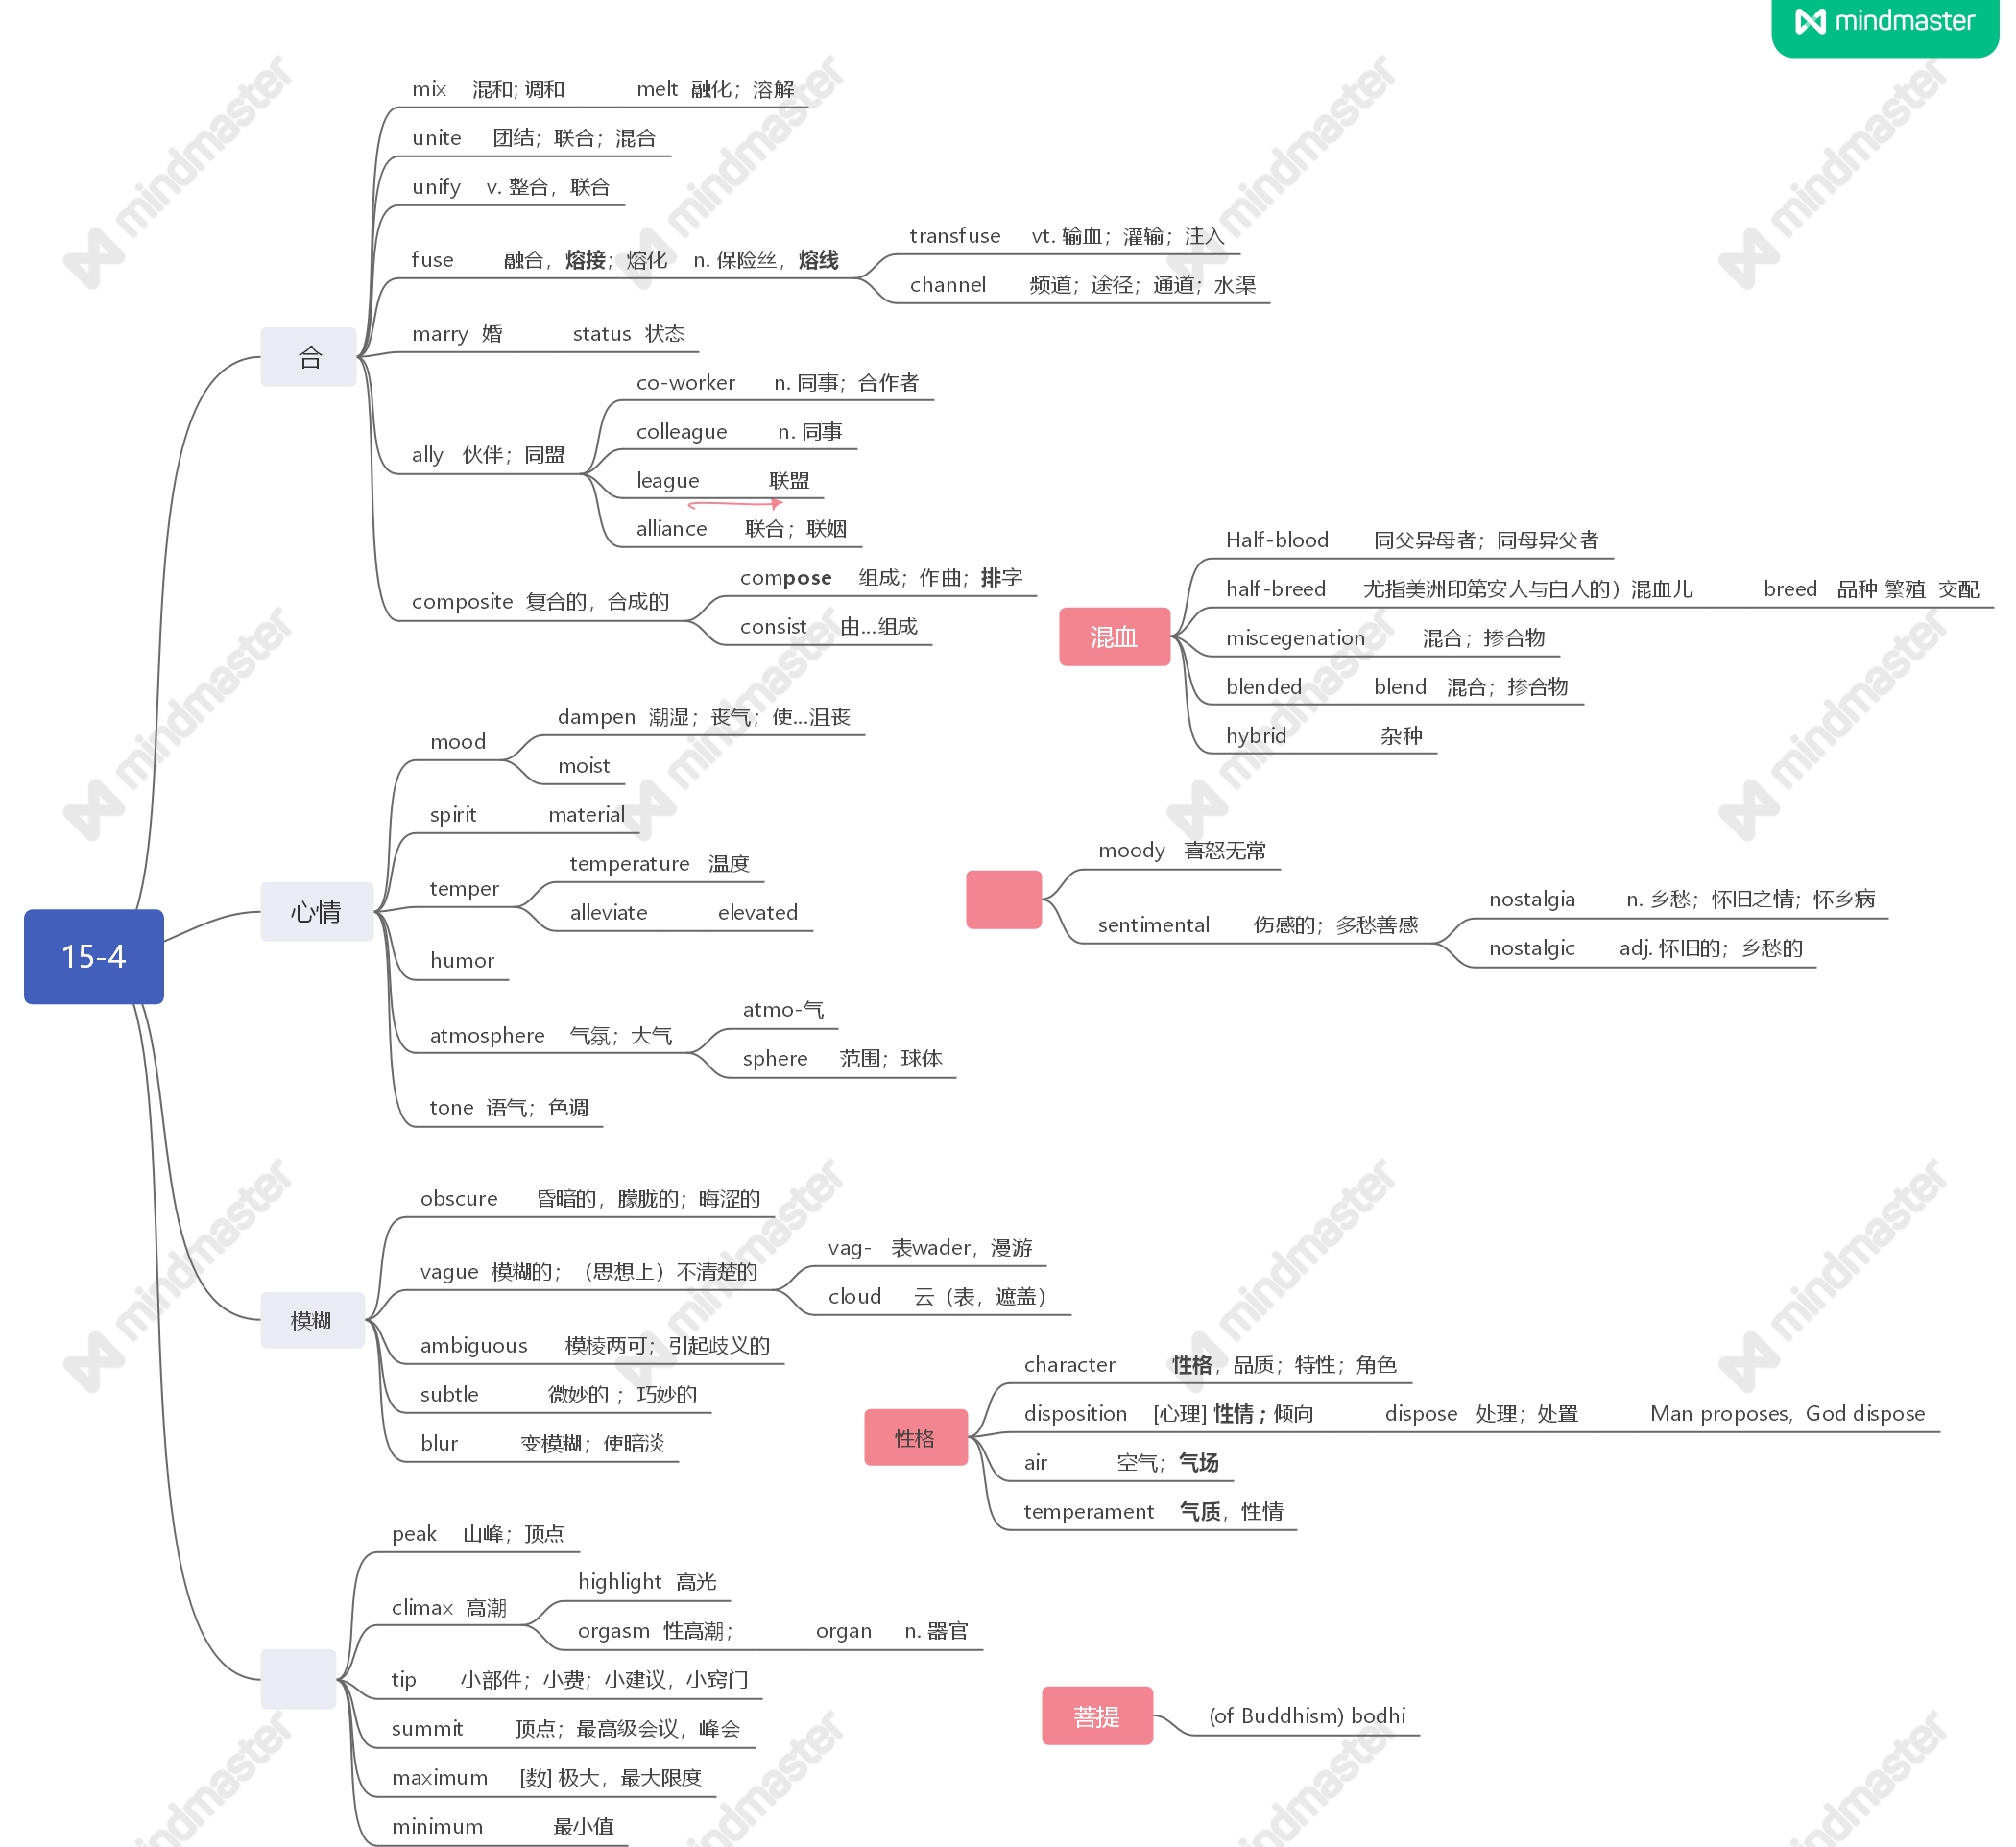 mindmaster
mix 混和; 调和 melt 融化；溶解
unite 团结；联合；混合
unify v. 整合，联合
fuse 融合，熔接；熔化 n. 保险丝，熔线
transfuse vt. 输血；灌输；注入
channel 频道；途径；通道；水渠
marry 婚 status 状态
合
ally 伙伴；同盟
co-worker n. 同事；合作者
colleague n. 同事
league 联盟
alliance 联合；联姻
composite 复合的，合成的
compose 组成；作曲；排字
consist 由...组成
混血
Half-blood 同父异母者；同母异父者
half-breed 尤指美洲印第安人与白人的）混血儿 breed 品种 繁殖 交配
miscegenation 混合；掺合物
blended blend 混合；掺合物
hybrid 杂种
心情
mood
dampen 潮湿；丧气；使...沮丧
moist
spirit material
temper
temperature 温度
alleviate elevated
humor
atmosphere 气氛；大气
atmo-气
sphere 范围；球体
tone 语气；色调
moody 喜怒无常
sentimental 伤感的；多愁善感
nostalgia n. 乡愁；怀旧之情；怀乡病
nostalgic adj. 怀旧的；乡愁的
15-4
模糊
obscure 昏暗的，朦胧的；晦涩的
vague 模糊的；（思想上）不清楚的
vag- 表wader，漫游
cloud 云（表，遮盖）
ambiguous 模棱两可；引起歧义的
subtle 微妙的 ；巧妙的
blur 变模糊；使暗淡
性格
character 性格，品质；特性；角色
disposition [心理] 性情；倾向 dispose 处理；处置 Man proposes，God dispose
air 空气；气场
temperament 气质，性情
peak 山峰；顶点
climax 高潮
highlight 高光
orgasm 性高潮； organ n. 器官
tip 小部件；小费；小建议，小窍门
summit 顶点；最高级会议，峰会
maximum [数] 极大，最大限度
minimum 最小值
菩提
(of Buddhism) bodhi